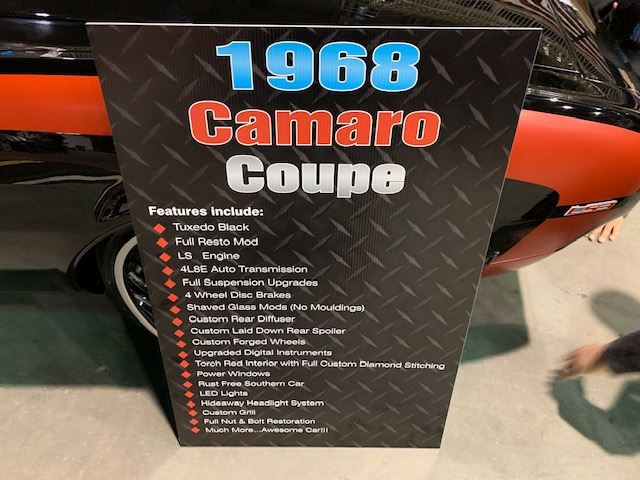 1968
Camaro
Coupe
Features include:
Tuxedo Black
Full Resto Mod
LS Engine
4L8E Auto Transmission
Full Suspension Upgrades
4 Wheel Disc Brakes
Shaved Glass Mods (No Mouldings)
Custom Rear Diffuser
Custom Laid Down Rear Spoiler
Custom Forged Wheels
Upgraded Digital Instruments
Torch Red Interior with Full Custom Diamond Stitching
Power Windows
Rust Free Southern Car
LED Lights
Hideaway Headlight System
Custom Grill
Full Nut & Bolt Restoration
Much More...Awesome Car!!!